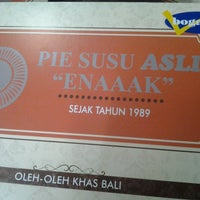 PIE SUSU ASLI
"ENAAAK"
SEJAK TAHUN 1989
OLEH-OLEH KHAS BALI